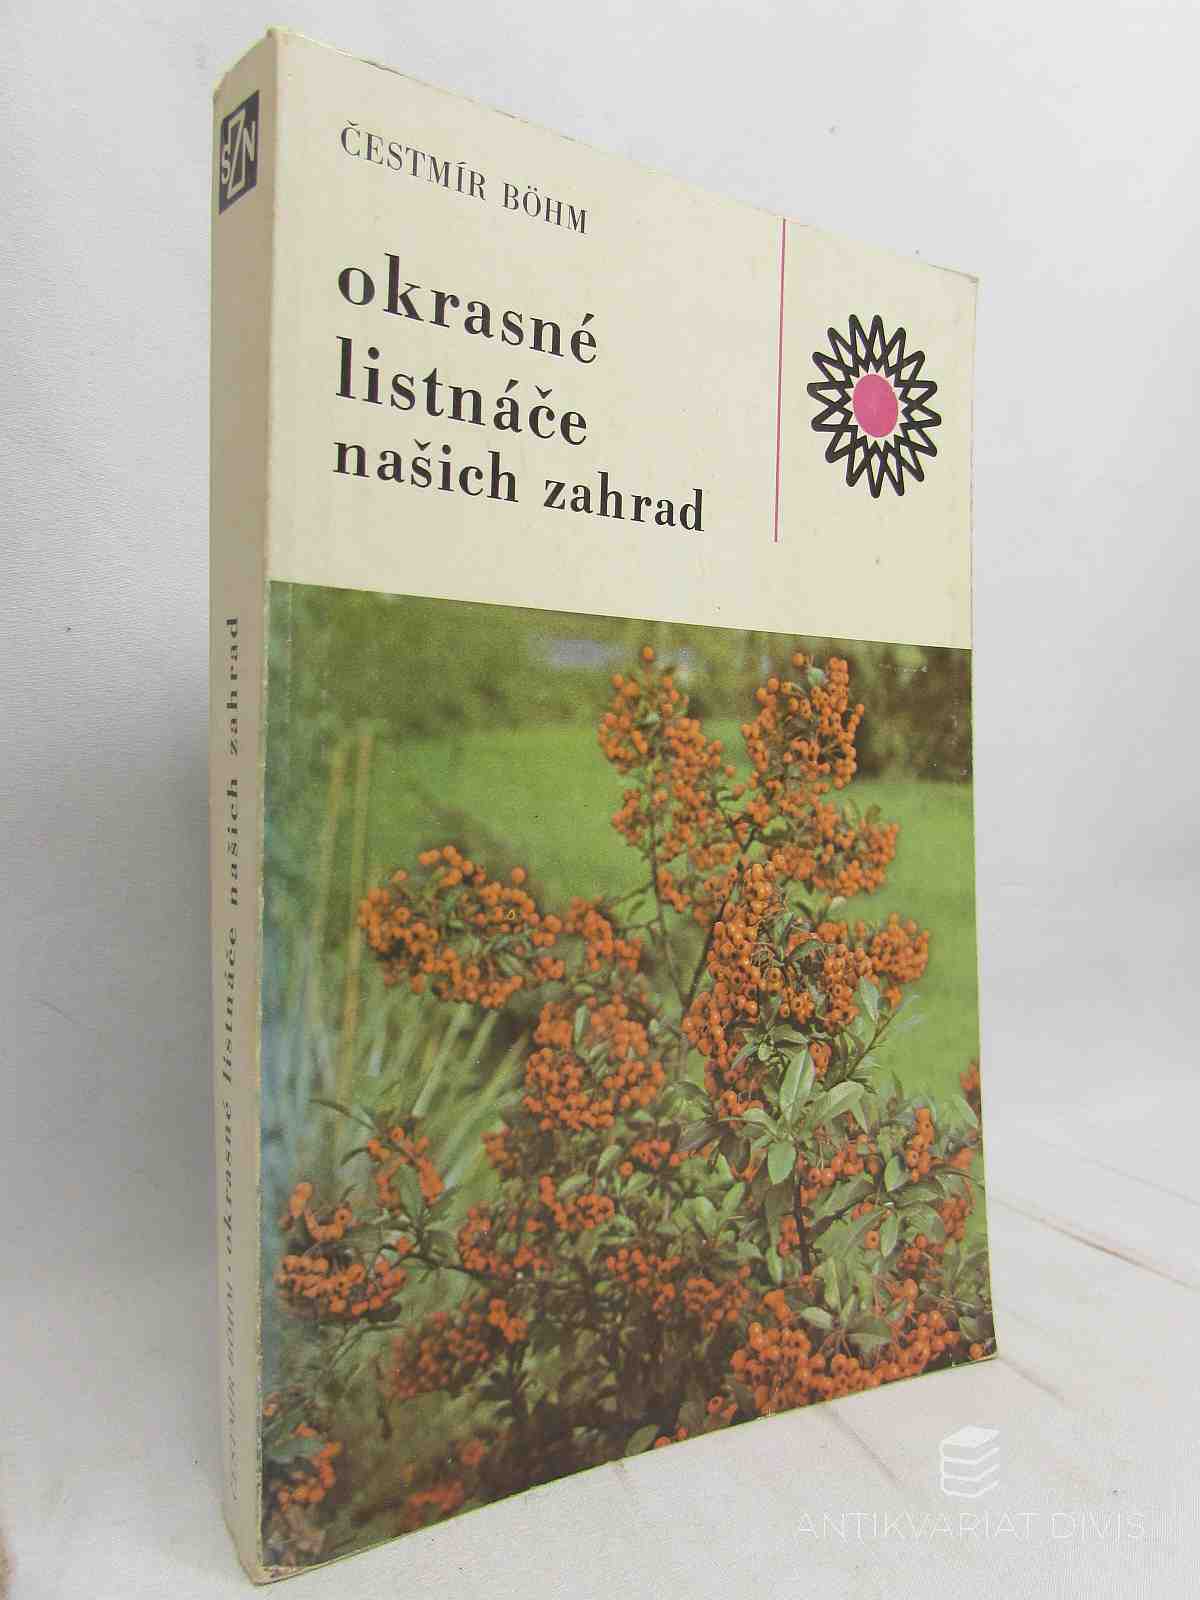 ČESTMÍR BÖHM
okrasné
listnáče
našich zahrad
SZN
ČESTMÍR BÖHM • okrasné listnáče našich zahrad
ANTIKVARIAT DIVIS